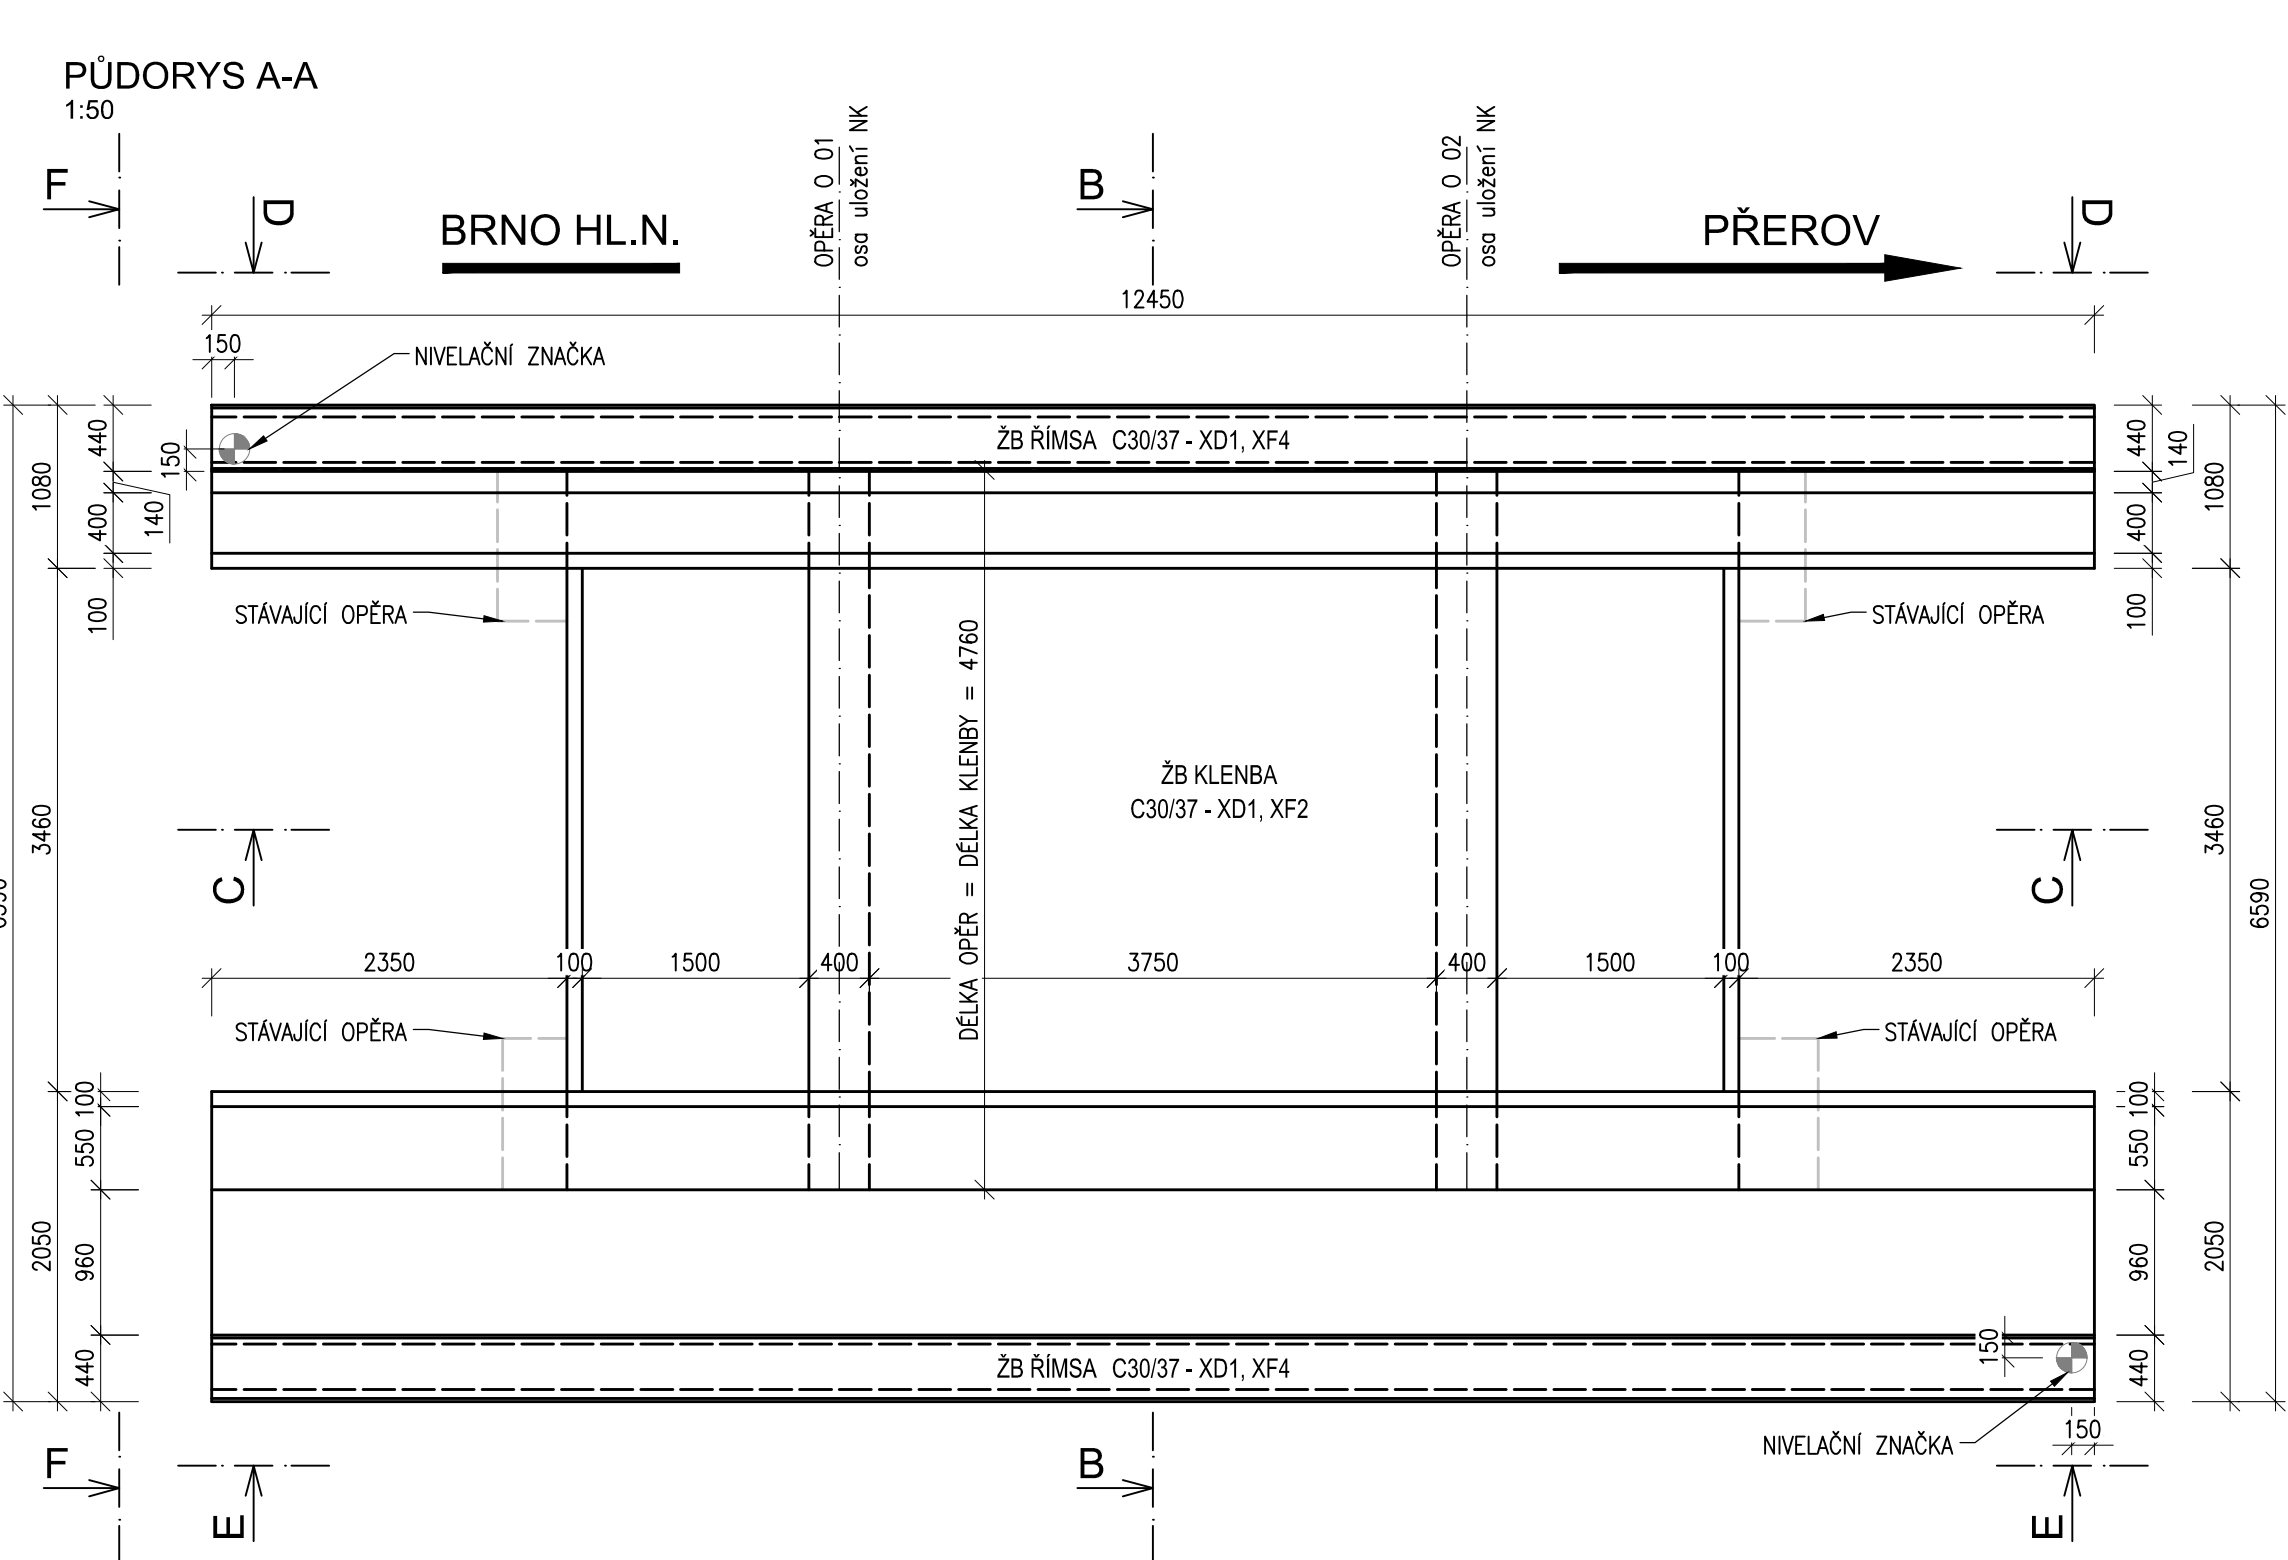 PŮDORYS A-A
1:50
F
D
BRNO HL.N.
OPĚRA O 01
osa uložení NK
B
OPĚRA O 02
osa uložení NK
PŘEROV
D
12450
150
NIVELAČNÍ ZNAČKA
440
150
1080
400
140
100
ŽB ŘÍMSA C30/37 - XD1, XF4
440
140
1080
400
100
STÁVAJÍCÍ OPĚRA
STÁVAJÍCÍ OPĚRA
DÉLKA OPĚR = DÉLKA KLENBY = 4760
ŽB KLENBA
C30/37 - XD1, XF2
3460
3460
C
C
6590
2350
100
1500
400
3750
400
1500
100
2350
STÁVAJÍCÍ OPĚRA
STÁVAJÍCÍ OPĚRA
100
550
960
2050
440
100
550
960
2050
440
ŽB ŘÍMSA C30/37 - XD1, XF4
150
150
NIVELAČNÍ ZNAČKA
F
E
B
E